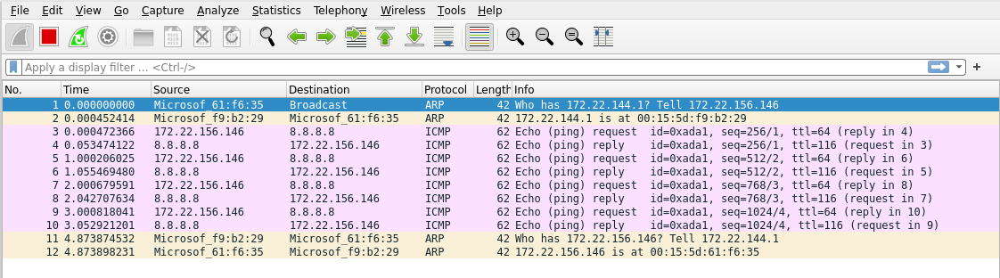 File Edit View Go Capture Analyze Statistics Telephony Wireless Tools Help
Apply a display filter … <Ctrl-/>
No. Time Source Destination Protocol Length Info
1 0.000000000 Microsof_61:f6:35 Broadcast ARP 42 Who has 172.22.144.1? Tell 172.22.156.146
2 0.000452414 Microsof_f9:b2:29 Microsof_61:f6:35 ARP 42 172.22.144.1 is at 00:15:5d:f9:b2:29
3 0.000472366 172.22.156.146 8.8.8.8 ICMP 62 Echo (ping) request id=0xada1, seq=256/1, ttl=64 (reply in 4)
4 0.053474122 8.8.8.8 172.22.156.146 ICMP 62 Echo (ping) reply id=0xada1, seq=256/1, ttl=116 (request in 3)
5 1.000206025 172.22.156.146 8.8.8.8 ICMP 62 Echo (ping) request id=0xada1, seq=512/2, ttl=64 (reply in 6)
6 1.055469480 8.8.8.8 172.22.156.146 ICMP 62 Echo (ping) reply id=0xada1, seq=512/2, ttl=116 (request in 5)
7 2.000679591 172.22.156.146 8.8.8.8 ICMP 62 Echo (ping) request id=0xada1, seq=768/3, ttl=64 (reply in 8)
8 2.042707634 8.8.8.8 172.22.156.146 ICMP 62 Echo (ping) reply id=0xada1, seq=768/3, ttl=116 (request in 7)
9 3.000818041 172.22.156.146 8.8.8.8 ICMP 62 Echo (ping) request id=0xada1, seq=1024/4, ttl=64 (reply in 10)
10 3.052921201 8.8.8.8 172.22.156.146 ICMP 62 Echo (ping) reply id=0xada1, seq=1024/4, ttl=116 (request in 9)
11 4.873874532 Microsof_f9:b2:29 Microsof_61:f6:35 ARP 42 Who has 172.22.156.146? Tell 172.22.144.1
12 4.873898231 Microsof_61:f6:35 Microsof_f9:b2:29 ARP 42 172.22.156.146 is at 00:15:5d:61:f6:35